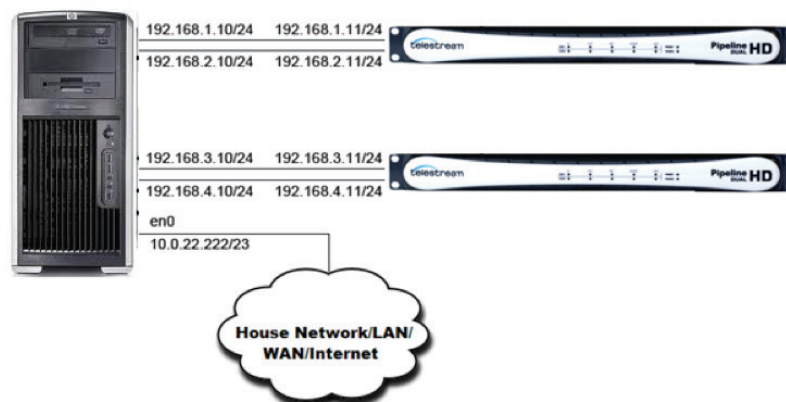 192.168.1.10/24 192.168.1.11/24
telestream
Pipeline DUAL HD
192.168.2.10/24 192.168.2.11/24
192.168.3.10/24 192.168.3.11/24
telestream
Pipeline DUAL HD
192.168.4.10/24 192.168.4.11/24
en0
10.0.22.222/23
House Network/LAN/
WAN/Internet